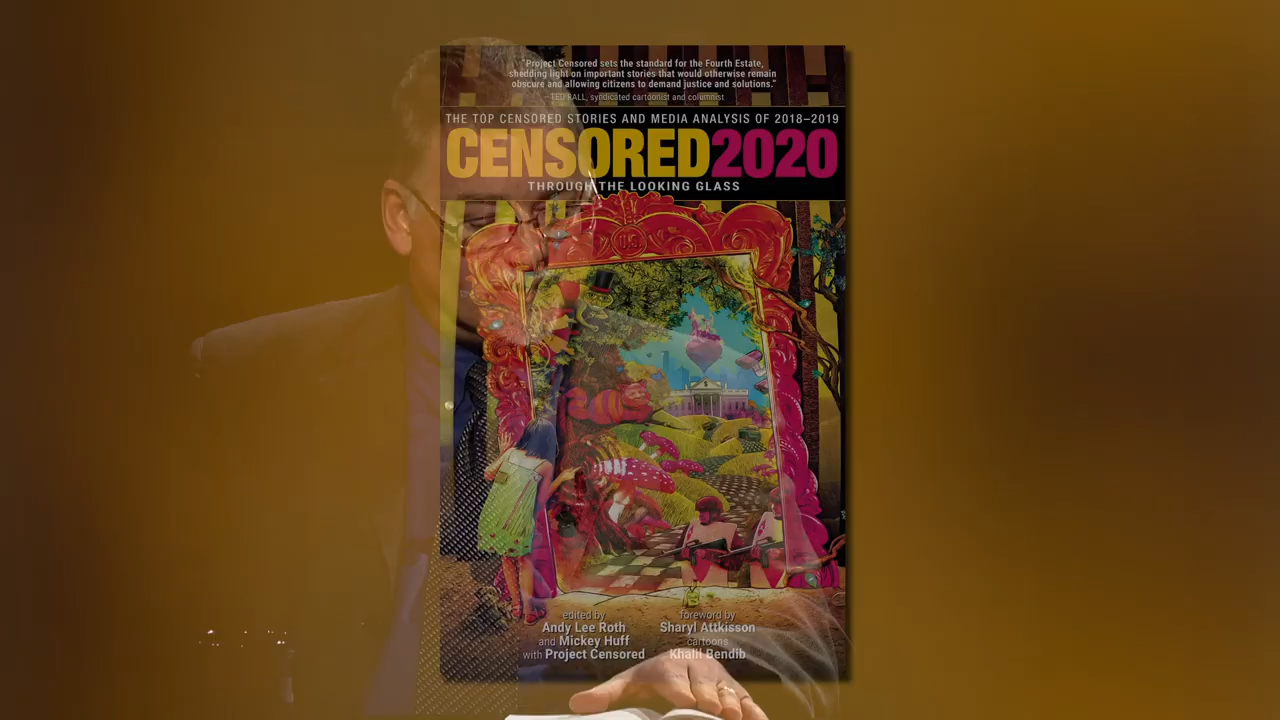 "Project Censored sets the standard for the Fourth Estate,
shedding light on important stories that would otherwise remain
obscure and allowing citizens to demand justice and solutions."
—TED RALL, syndicated cartoonist and columnist
THE TOP CENSORED STORIES AND MEDIA ANALYSIS OF 2018–2019
CENSORED2020
THROUGH THE LOOKING GLASS
U.S.
edited by
Andy Lee Roth
and Mickey Huff
with Project Censored
foreword by
Sharyl Attkisson
cartoons
Khalil Bendib